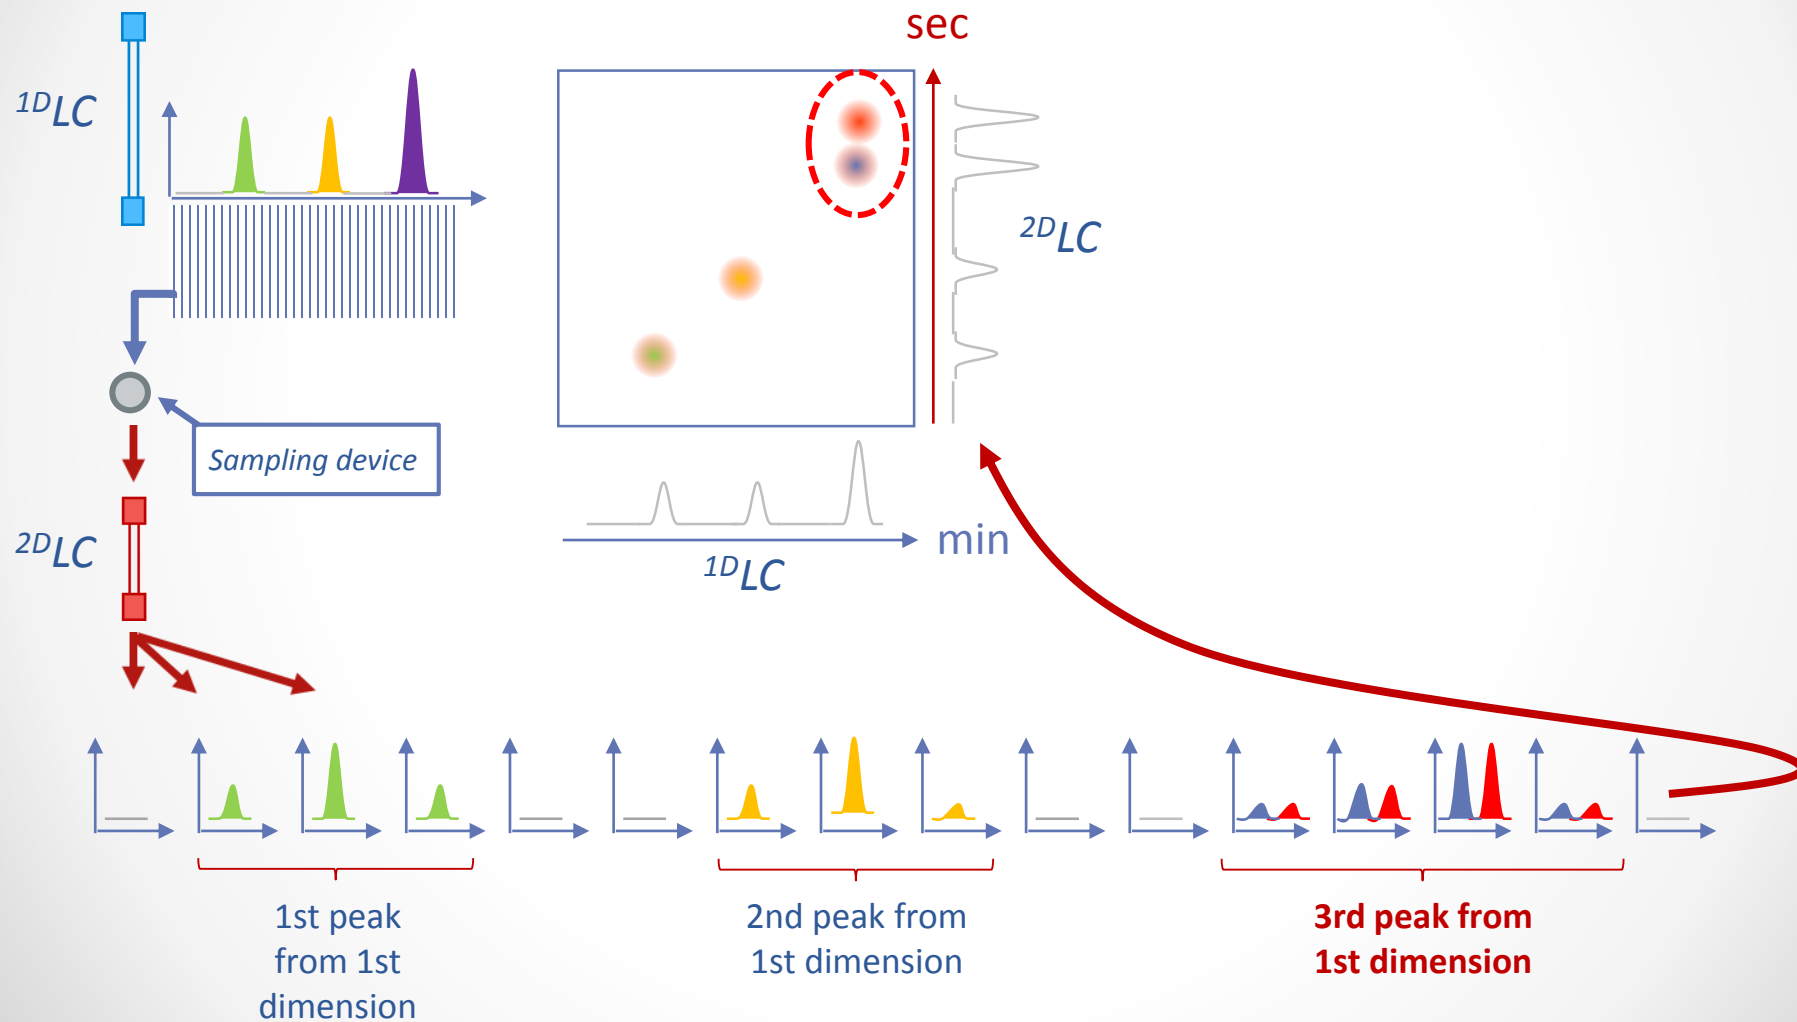 sec
1DLC
2DLC
Sampling device
2DLC
min
1DLC
1st peak
from 1st
dimension
2nd peak from
1st dimension
3rd peak from
1st dimension